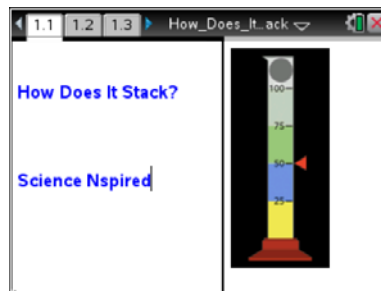 1.1 1.2 1.3 How_Does_It…ack
How Does It Stack?
Science Nspired
100
75
50
25